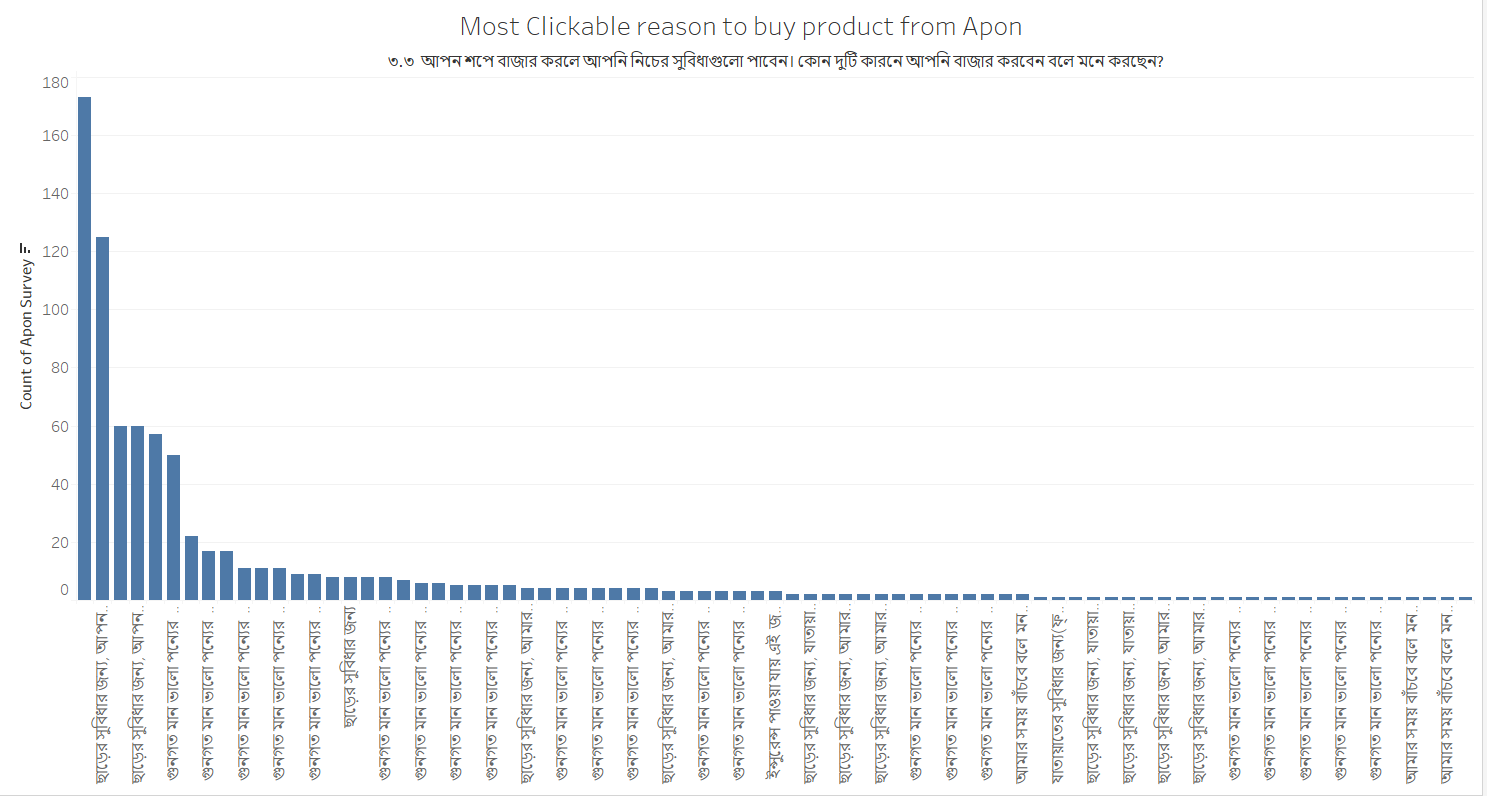 Most Clickable reason to buy product from Apon
৩.৩ আপন শপে বাজার করলে আপনি নিচের সুবিধাগুলো পাবেন। কোন দুটি কারনে আপনি বাজার করবেন বলে মনে করছেন?
180
160
140
120
100
80
60
40
20
0
Count of Apon Survey
ছাড়ের সুবিধার জন্য, আপন..
ছাড়ের সুবিধার জন্য, আপন..
গুনগত মান ভালো পন্যের ..
গুনগত মান ভালো পন্যের ..
গুনগত মান ভালো পন্যের ..
গুনগত মান ভালো পন্যের ..
গুনগত মান ভালো পন্যের ..
ছাড়ের সুবিধার জন্য
গুনগত মান ভালো পন্যের ..
গুনগত মান ভালো পন্যের ..
গুনগত মান ভালো পন্যের ..
গুনগত মান ভালো পন্যের ..
ছাড়ের সুবিধার জন্য, আমার..
গুনগত মান ভালো পন্যের ..
গুনগত মান ভালো পন্যের ..
গুনগত মান ভালো পন্যের ..
ছাড়ের সুবিধার জন্য, আমার..
গুনগত মান ভালো পন্যের ..
গুনগত মান ভালো পন্যের ..
ইন্সুরেন্স পাওয়া যায় এই জ..
ছাড়ের সুবিধার জন্য, যাতায়া..
ছাড়ের সুবিধার জন্য, আমার..
ছাড়ের সুবিধার জন্য, আমার..
গুনগত মান ভালো পন্যের ..
গুনগত মান ভালো পন্যের ..
গুনগত মান ভালো পন্যের ..
আমার সময় বাঁচবে বলে মন..
যাতায়াতের সুবিধার জন্য(ফ্..
ছাড়ের সুবিধার জন্য, যাতায়া..
ছাড়ের সুবিধার জন্য, যাতায়া..
ছাড়ের সুবিধার জন্য, আমার..
ছাড়ের সুবিধার জন্য, আমার..
গুনগত মান ভালো পন্যের ..
গুনগত মান ভালো পন্যের ..
গুনগত মান ভালো পন্যের ..
গুনগত মান ভালো পন্যের ..
গুনগত মান ভালো পন্যের ..
আমার সময় বাঁচবে বলে মন..
আমার সময় বাঁচবে বলে মন..